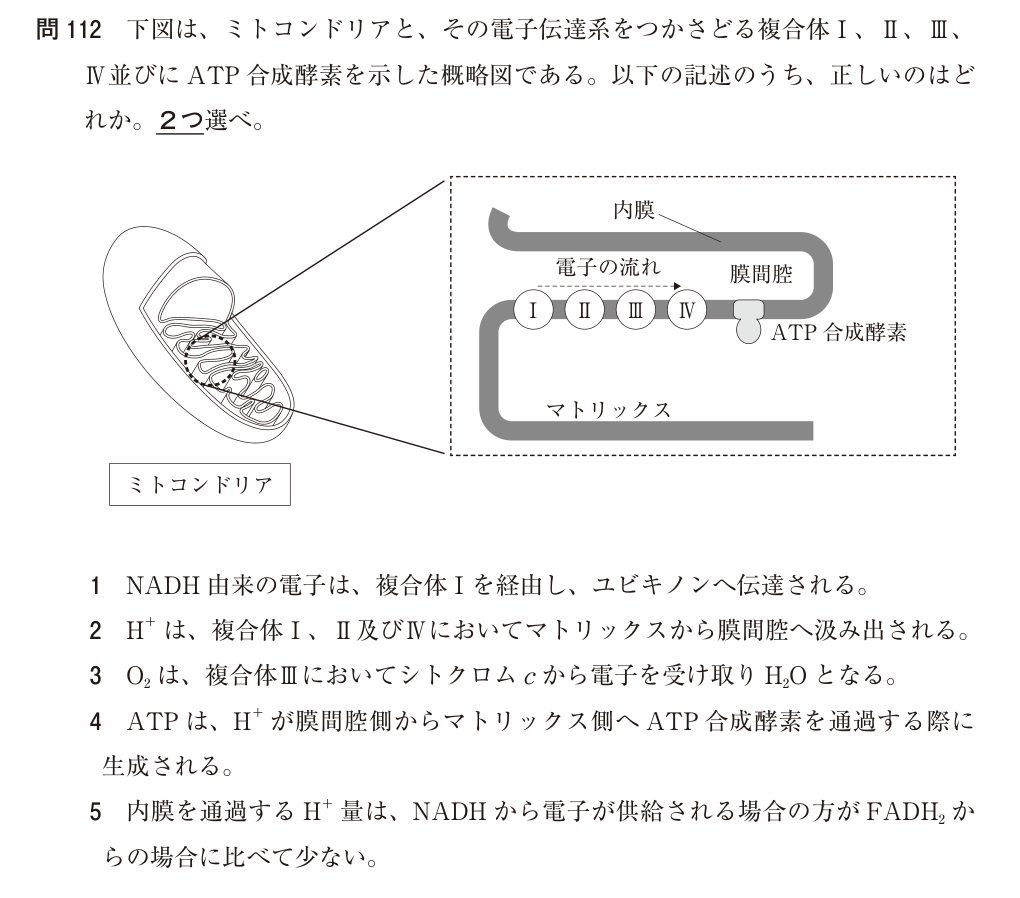 問 112　下図は、ミトコンドリアと、その電子伝達系をつかさどる複合体Ⅰ、Ⅱ、Ⅲ、
Ⅳ並びに ATP 合成酵素を示した概略図である。以下の記述のうち、正しいのはど
れか。２つ選べ。
内膜
電子の流れ
膜間腔
Ⅰ Ⅱ Ⅲ Ⅳ
ATP 合成酵素
マトリックス
ミトコンドリア
1　NADH 由来の電子は、複合体Ⅰを経由し、ユビキノンへ伝達される。
2　H⁺ は、複合体Ⅰ、Ⅱ及びⅣにおいてマトリックスから膜間腔へ汲み出される。
3　O₂ は、複合体Ⅲにおいてシトクロム c から電子を受け取り H₂O となる。
4　ATP は、H⁺ が膜間腔側からマトリックス側へ ATP 合成酵素を通過する際に
生成される。
5　内膜を通過する H⁺ 量は、NADH から電子が供給される場合の方が FADH₂ か
らの場合に比べて少ない。